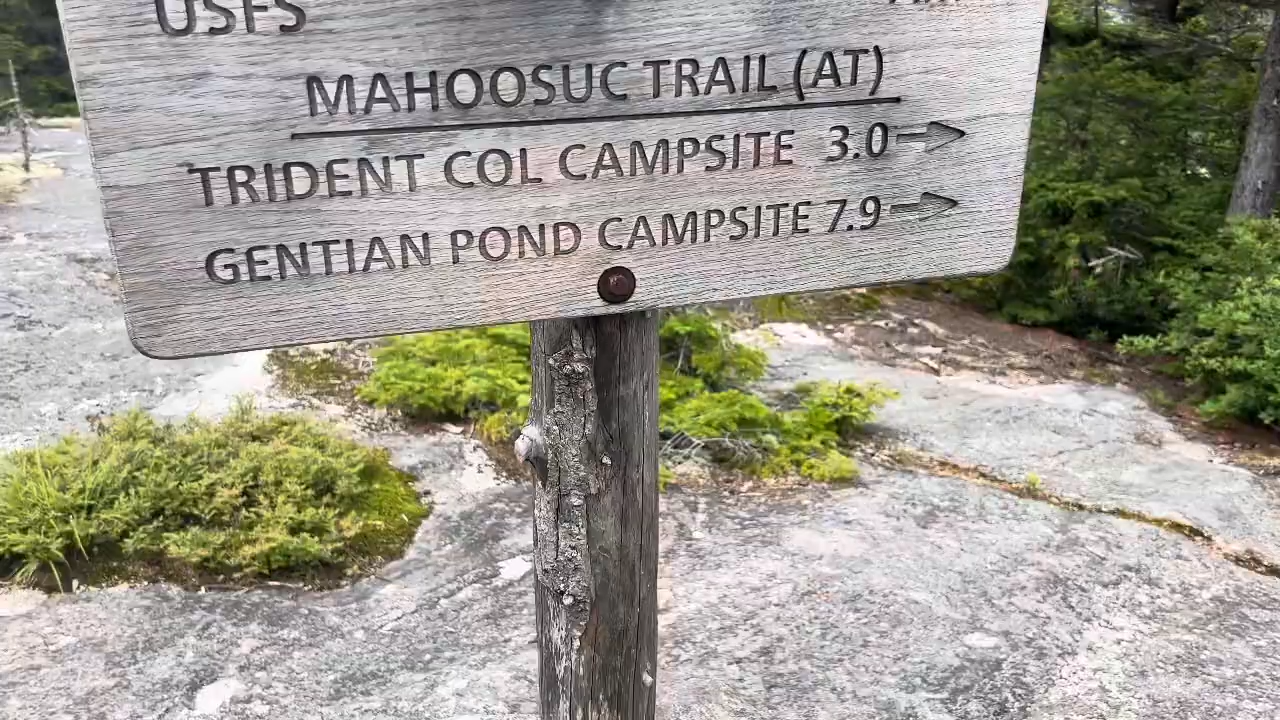 USFS
MAHOOSUC TRAIL (AT)
TRIDENT COL CAMPSITE 3.0
GENTIAN POND CAMPSITE 7.9